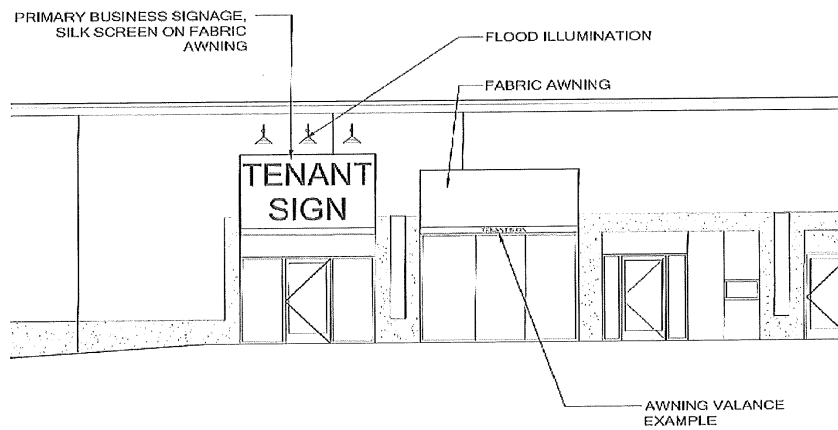 PRIMARY BUSINESS SIGNAGE,
SILK SCREEN ON FABRIC
AWNING
FLOOD ILLUMINATION
FABRIC AWNING
TENANT
SIGN
AWNING VALANCE
EXAMPLE